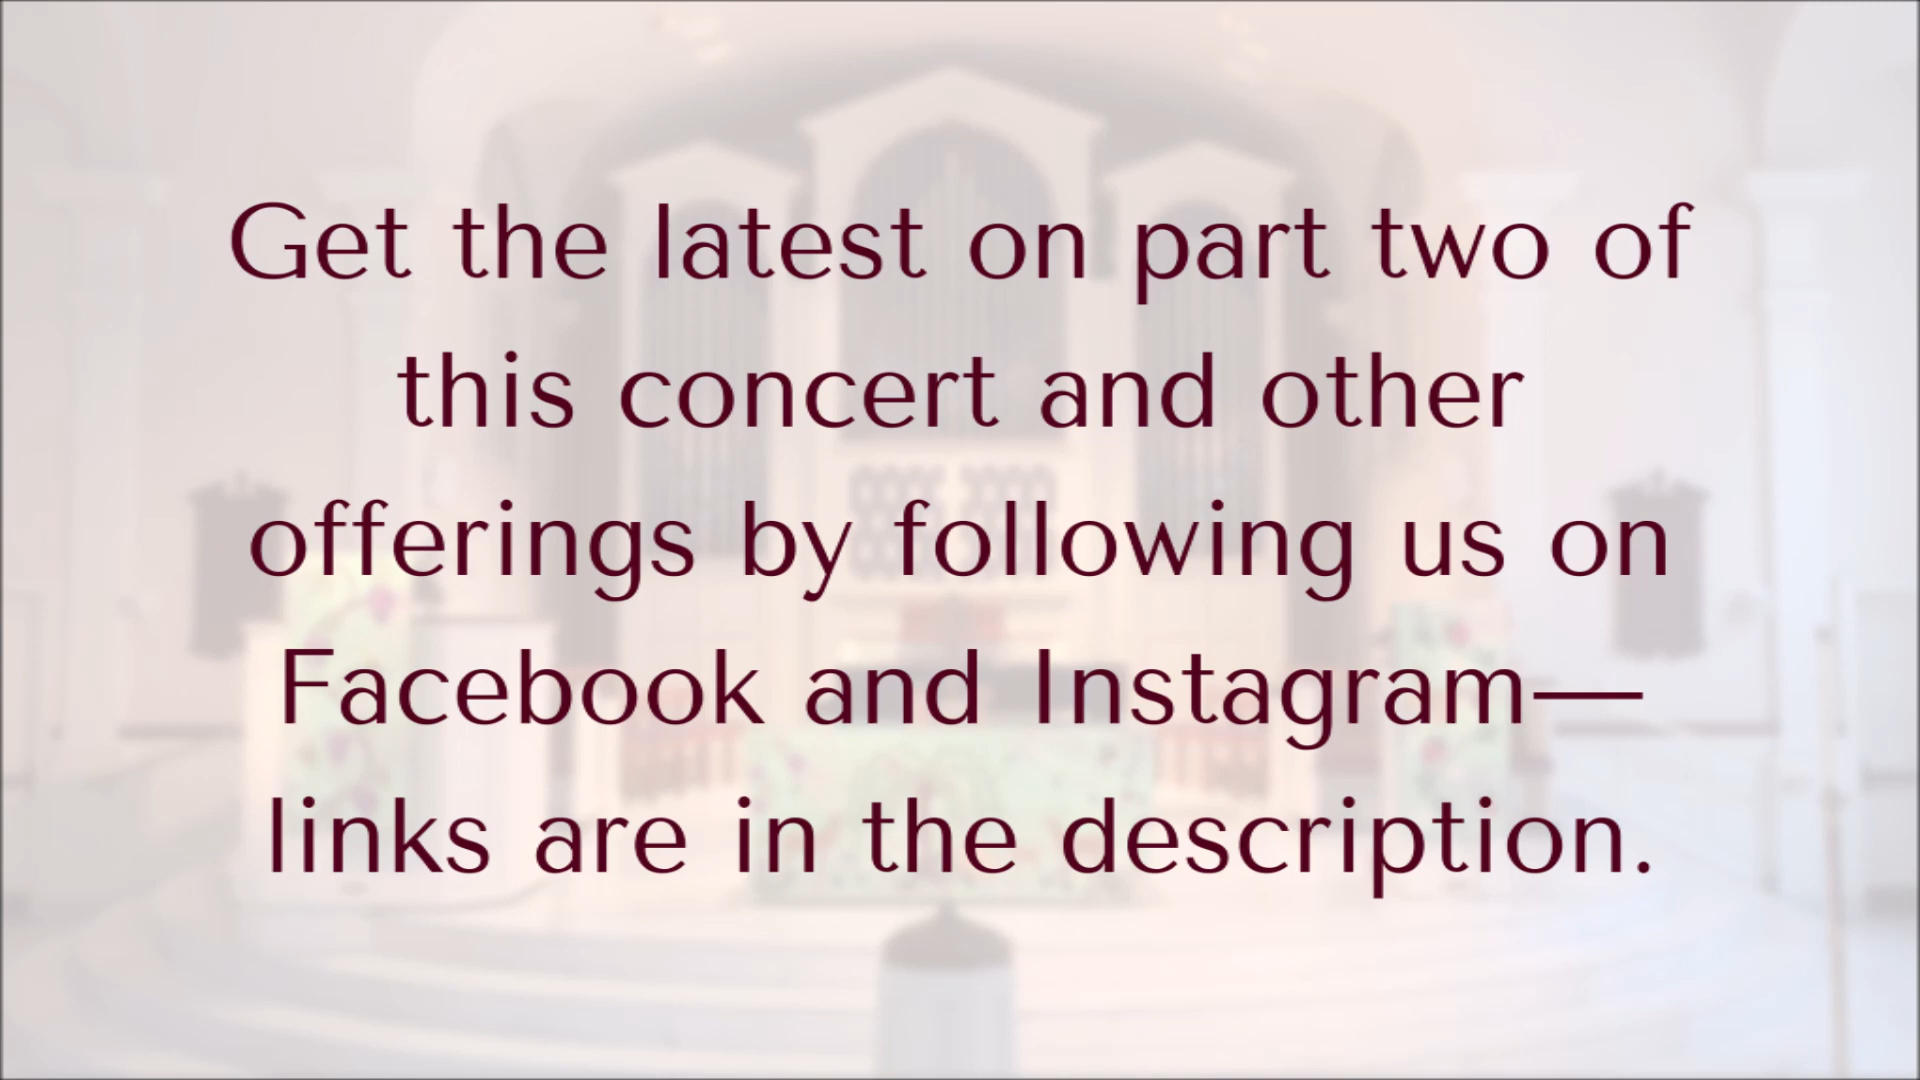 Get the latest on part two of
this concert and other
offerings by following us on
Facebook and Instagram—
links are in the description.